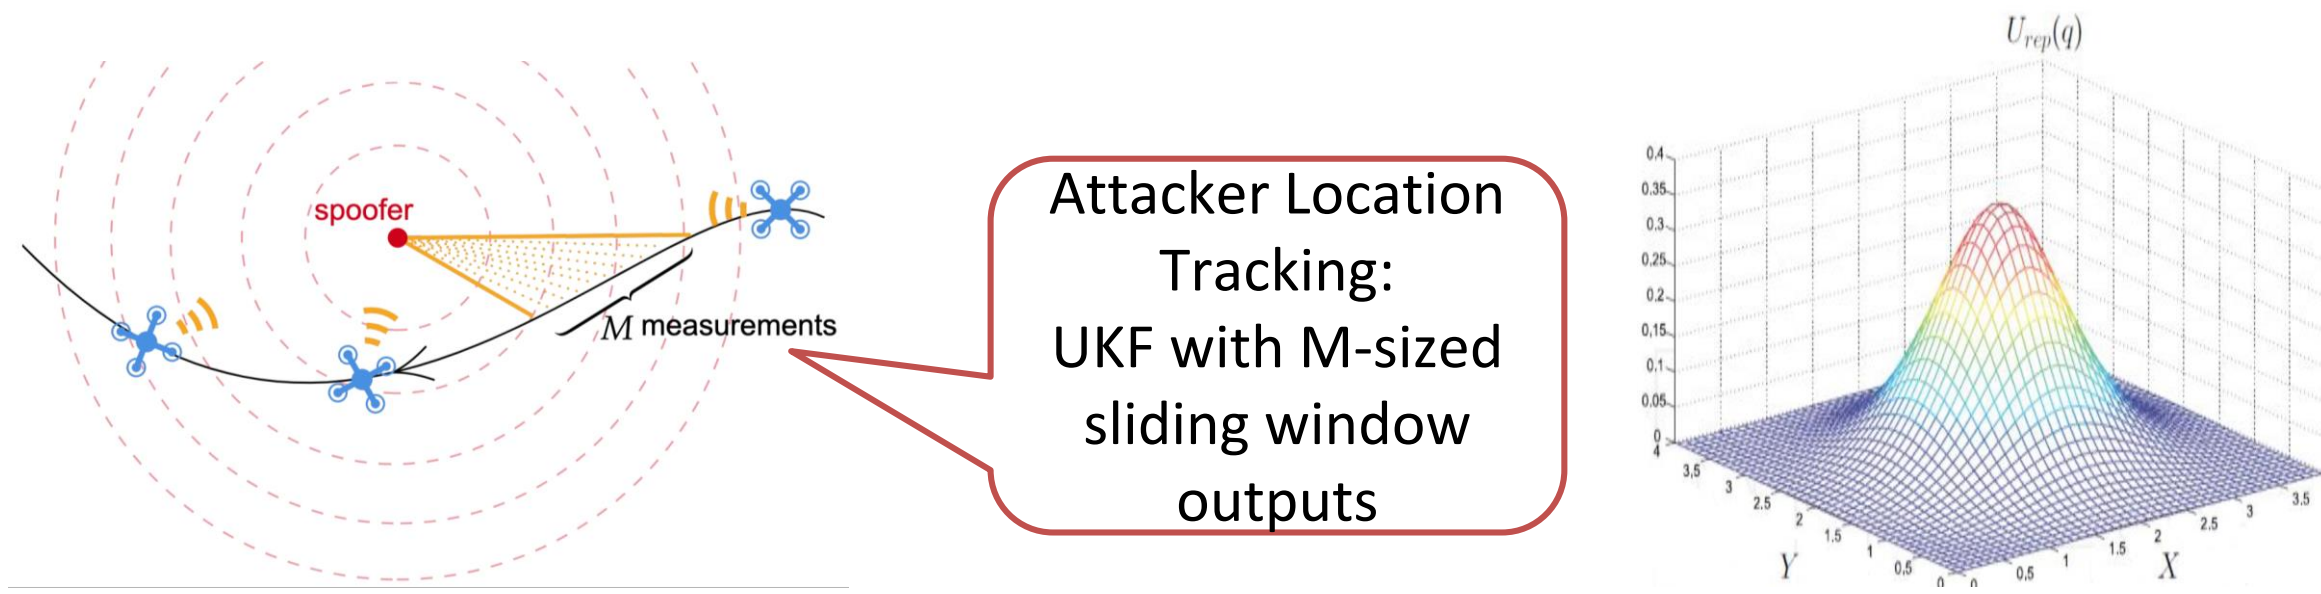 spoofer
M measurements
Attacker Location
Tracking:
UKF with M-sized
sliding window
outputs
U_rep(q)
0.4
0.35
0.3
0.25
0.2
0.15
0.1
0.05
0
4
3.5
3
2.5
2
1.5
1
0.5
0
Y
0
0.5
1
1.5
2
2.5
3
3.5
X